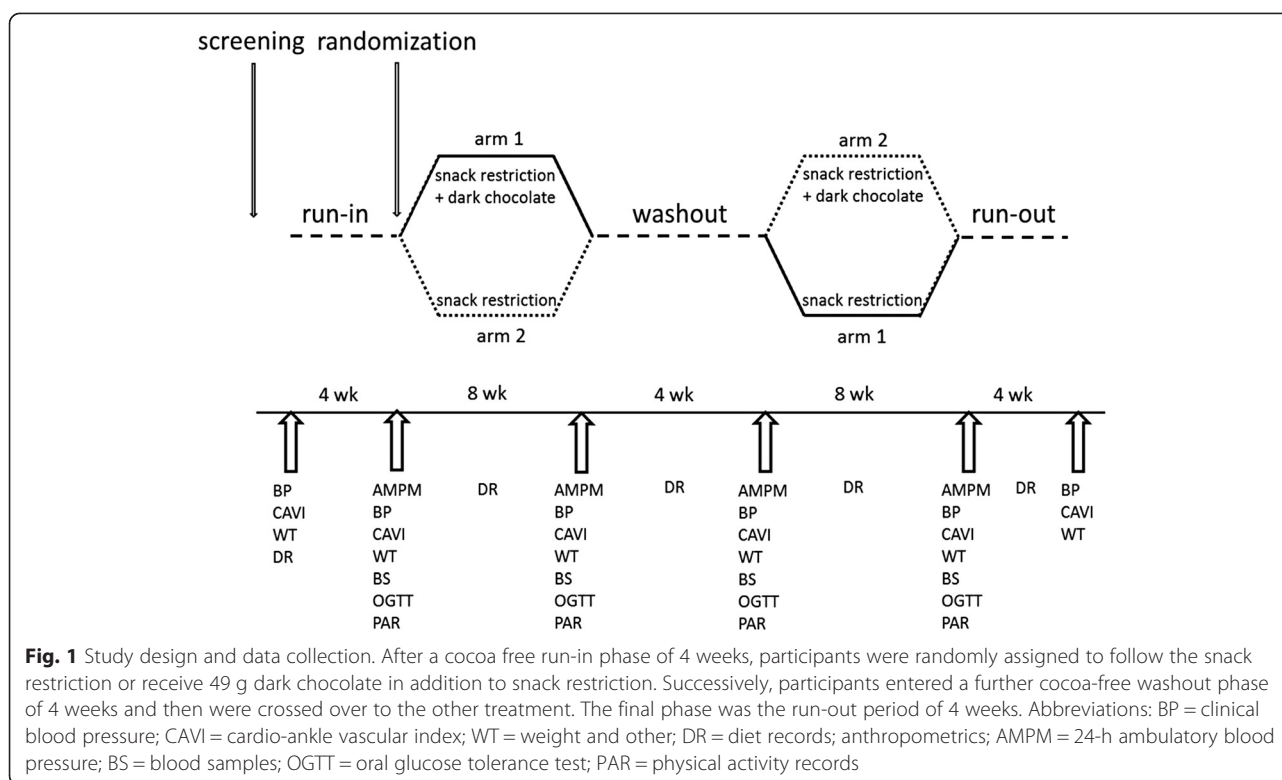 screening randomization
arm 1
snack restriction
+ dark chocolate
arm 2
snack restriction
+ dark chocolate
run-in
washout
run-out
snack restriction
arm 2
snack restriction
arm 1
4 wk
8 wk
4 wk
8 wk
4 wk
BP
CAVI
WT
DR
AMPM
BP
CAVI
WT
BS
OGTT
PAR
DR
AMPM
BP
CAVI
WT
BS
OGTT
PAR
DR
AMPM
BP
CAVI
WT
BS
OGTT
PAR
DR
AMPM
BP
CAVI
WT
BS
OGTT
PAR
DR
BP
CAVI
WT
Fig. 1 Study design and data collection. After a cocoa free run-in phase of 4 weeks, participants were randomly assigned to follow the snack
restriction or receive 49 g dark chocolate in addition to snack restriction. Successively, participants entered a further cocoa-free washout phase
of 4 weeks and then were crossed over to the other treatment. The final phase was the run-out period of 4 weeks. Abbreviations: BP = clinical
blood pressure; CAVI = cardio-ankle vascular index; WT = weight and other; DR = diet records; anthropometrics; AMPM = 24-h ambulatory blood
pressure; BS = blood samples; OGTT = oral glucose tolerance test; PAR = physical activity records